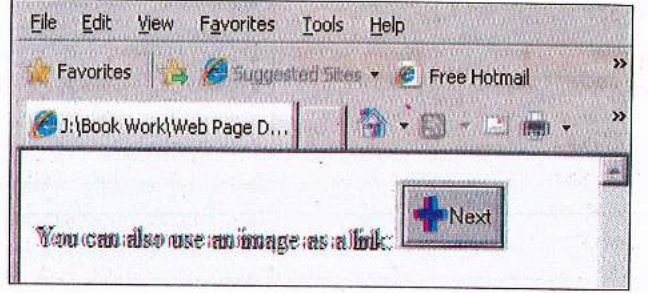 File Edit View Favorites Tools Help
Favorites Suggested Sites Free Hotmail »
J:\Book Work\Web Page D... »
You can also use an image as a link: Next